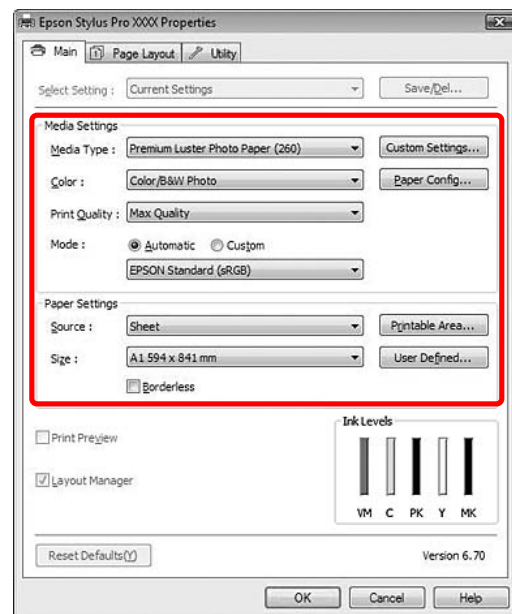 Epson Stylus Pro XXXX Properties
Main Page Layout Utility
Select Setting : Current Settings Save/Del...
Media Settings
Media Type : Premium Luster Photo Paper (260) Custom Settings...
Color : Color/B&W Photo Paper Config...
Print Quality : Max Quality
Mode : Automatic Custom
EPSON Standard (sRGB)
Paper Settings
Source : Sheet Printable Area...
Size : A1 594 x 841 mm User Defined...
Borderless
Ink Levels
Print Preview
Layout Manager
VM C PK Y MK
Reset Defaults(Y) Version 6.70
OK Cancel Help